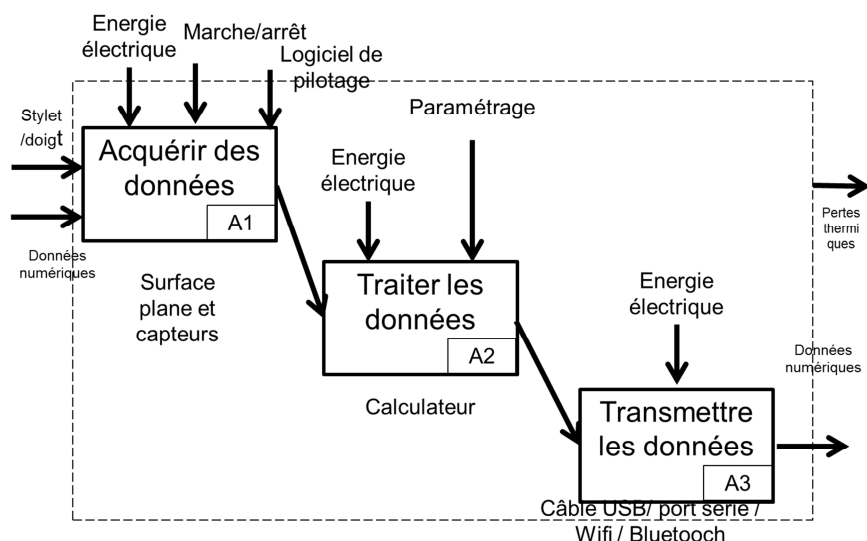 Energie
électrique
Marche/arrêt
Logiciel de
pilotage
Stylet
/doigt
Acquérir des
données
A1
Données
numériques
Surface
plane et
capteurs
Paramétrage
Energie
électrique
Traiter les
données
A2
Calculateur
Energie
électrique
Transmettre
les données
A3
Câble USB/ port série /
Wifi / Bluetooch
Pertes
thermi
ques
Données
numériques